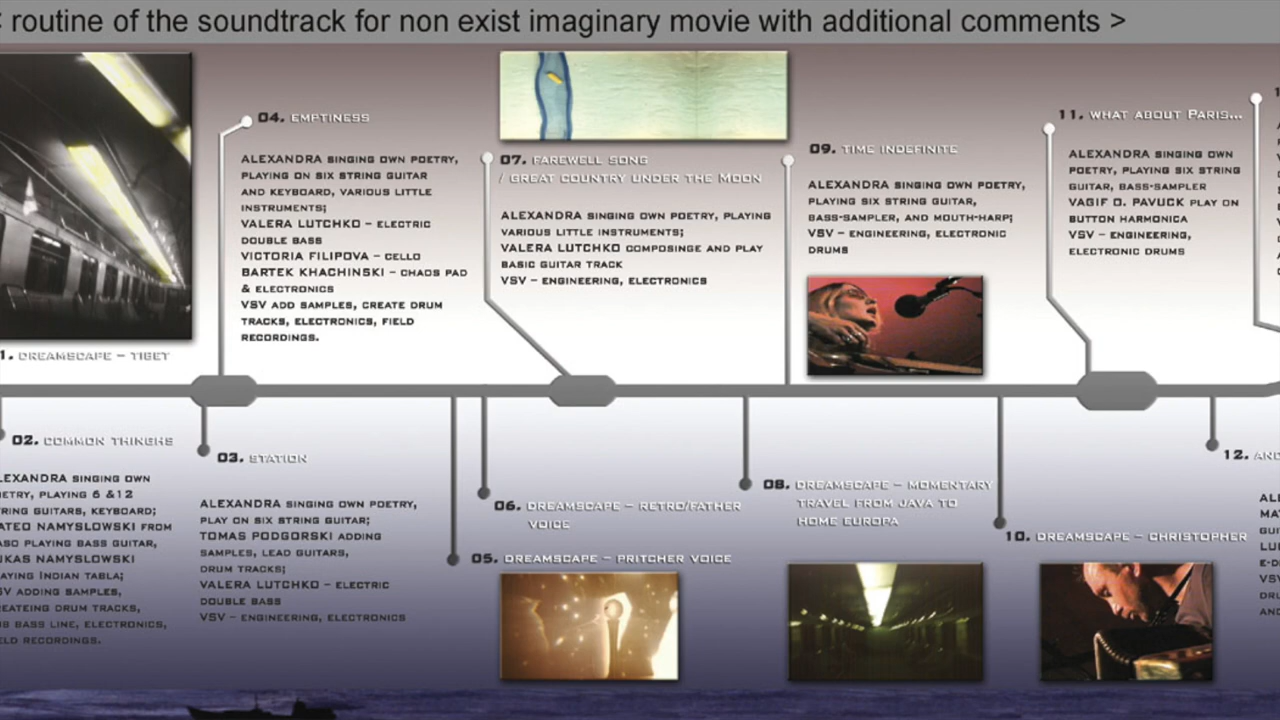 routine of the soundtrack for non exist imaginary movie with additional comments >
1. DREAMSCAPE – TIBET
02. COMMON THINGHS
LEXANDRA SINGING OWN
ETRY, PLAYING 6 &12
RING GUITARS, KEYBOARD;
ATEO NAMYSLOWSKI FROM
ASO PLAYING BASS GUITAR,
UKAS NAMYSLOWSKI
AYING INDIAN TABLA;
SV ADDING SAMPLES,
REATEING DRUM TRACKS,
UB BASS LINE, ELECTRONICS,
ELD RECORDINGS.
03. STATION
ALEXANDRA SINGING OWN POETRY,
PLAY ON SIX STRING GUITAR;
TOMAS PODGORSKI ADDING
SAMPLES, LEAD GUITARS,
DRUM TRACKS;
VALERA LUTCHKO – ELECTRIC
DOUBLE BASS
VSV – ENGINEERING, ELECTRONICS
04. EMPTINESS
ALEXANDRA SINGING OWN POETRY,
PLAYING ON SIX STRING GUITAR
AND KEYBOARD, VARIOUS LITTLE
INSTRUMENTS;
VALERA LUTCHKO – ELECTRIC
DOUBLE BASS
VICTORIA FILIPOVA – CELLO
BARTEK KHACHINSKI – CHAOS PAD
& ELECTRONICS
VSV ADD SAMPLES, CREATE DRUM
TRACKS, ELECTRONICS, FIELD
RECORDINGS.
05. DREAMSCAPE – PRITCHER VOICE
06. DREAMSCAPE – RETRO/FATHER
VOICE
07. FAREWELL SONG
/ GREAT COUNTRY UNDER THE MOON
ALEXANDRA SINGING OWN POETRY, PLAYING
VARIOUS LITTLE INSTRUMENTS;
VALERA LUTCHKO COMPOSINGE AND PLAY
BASIC GUITAR TRACK
VSV – ENGINEERING, ELECTRONICS
08. DREAMSCAPE – MOMENTARY
TRAVEL FROM JAVA TO
HOME EUROPA
09. TIME INDEFINITE
ALEXANDRA SINGING OWN POETRY,
PLAYING SIX STRING GUITAR,
BASS-SAMPLER, AND MOUTH-HARP;
VSV – ENGINEERING, ELECTRONIC
DRUMS
10. DREAMSCAPE – CHRISTOPHER
11. WHAT ABOUT PARIS...
ALEXANDRA SINGING OWN
POETRY, PLAYING SIX STRING
GUITAR, BASS-SAMPLER
VAGIF O. PAVUCK PLAY ON
BUTTON HARMONICA
VSV – ENGINEERING,
ELECTRONIC DRUMS
12. AND